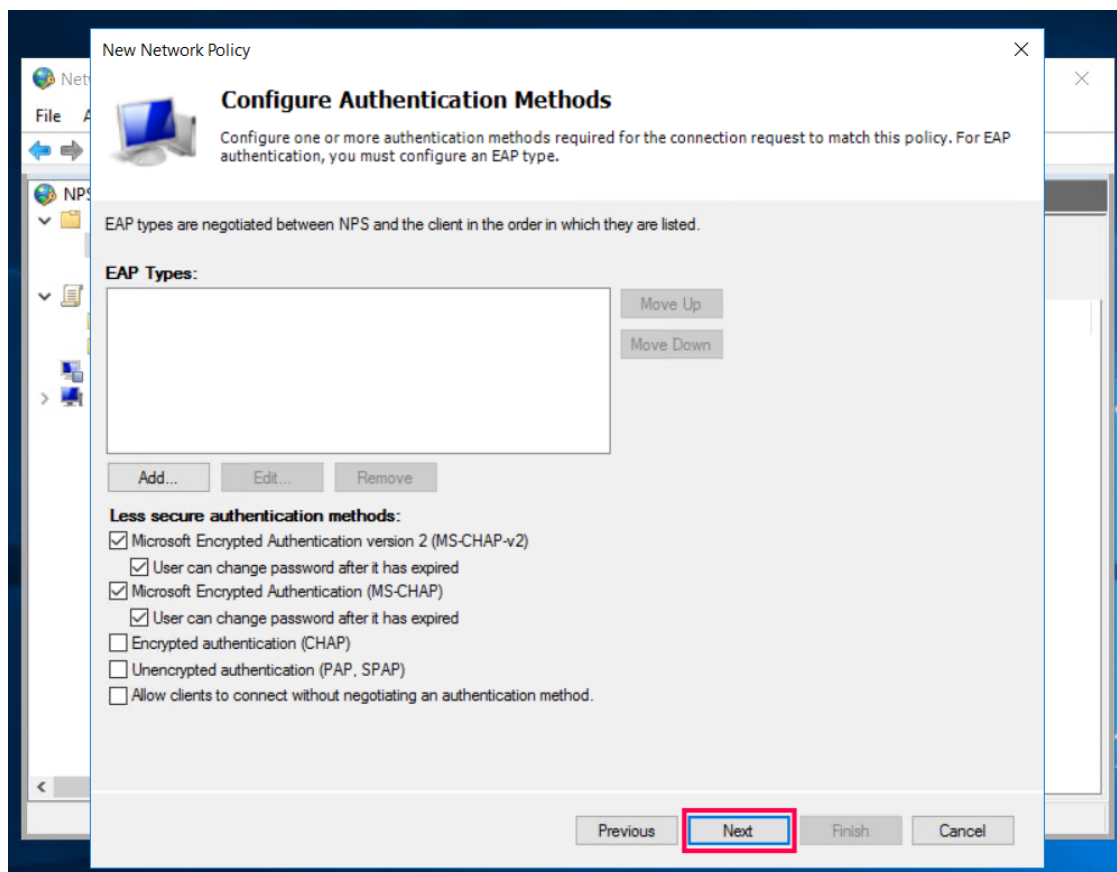 New Network Policy
Net
File A
Configure Authentication Methods
Configure one or more authentication methods required for the connection request to match this policy. For EAP
authentication, you must configure an EAP type.
NPS
EAP types are negotiated between NPS and the client in the order in which they are listed.
EAP Types:
Move Up
Move Down
Add... Edit... Remove
Less secure authentication methods:
Microsoft Encrypted Authentication version 2 (MS-CHAP-v2)
User can change password after it has expired
Microsoft Encrypted Authentication (MS-CHAP)
User can change password after it has expired
Encrypted authentication (CHAP)
Unencrypted authentication (PAP, SPAP)
Allow clients to connect without negotiating an authentication method.
Previous Next Finish Cancel